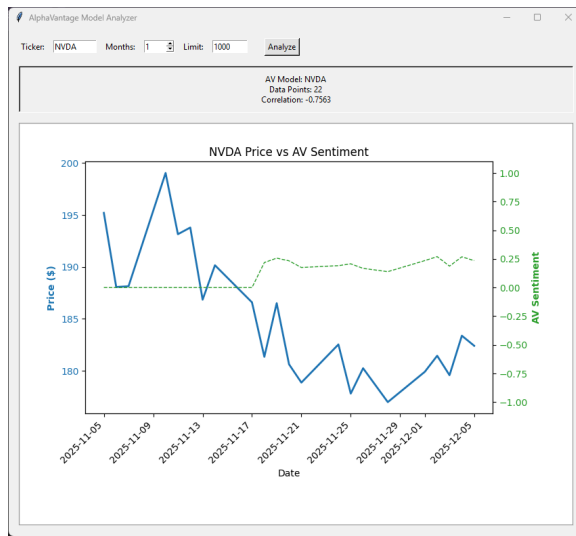 AlphaVantage Model Analyzer
Ticker: NVDA Months: 1 Limit: 1000 Analyze
AV Model: NVDA
Data Points: 22
Correlation: -0.7563
NVDA Price vs AV Sentiment
200
195
190
185
180
Price ($)
1.00
0.75
0.50
0.25
0.00
−0.25
−0.50
−0.75
−1.00
AV Sentiment
2025-11-05
2025-11-09
2025-11-13
2025-11-17
2025-11-21
2025-11-25
2025-11-29
2025-12-01
2025-12-05
Date